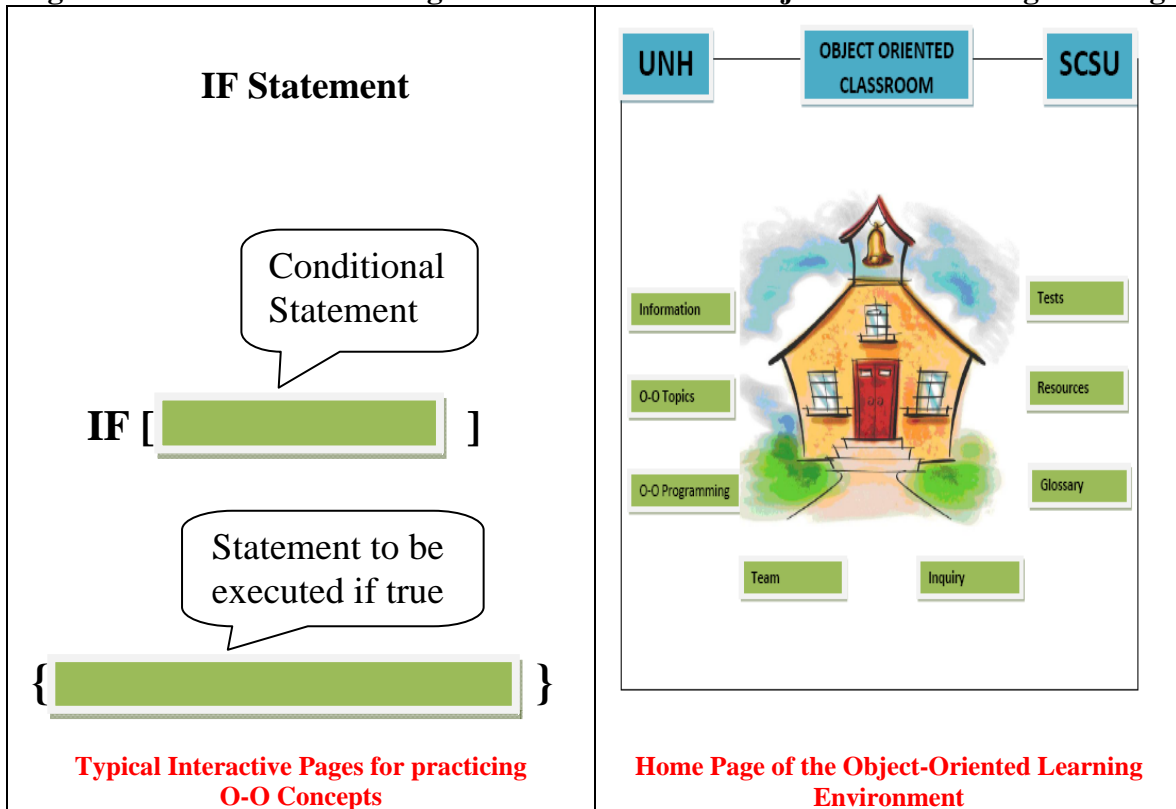 IF Statement
Conditional
Statement
IF [ ]
Statement to be
executed if true
{ }
Typical Interactive Pages for practicing
O-O Concepts
UNH
OBJECT ORIENTED
CLASSROOM
SCSU
Information
Tests
O-O Topics
Resources
O-O Programming
Glossary
Team
Inquiry
Home Page of the Object-Oriented Learning
Environment